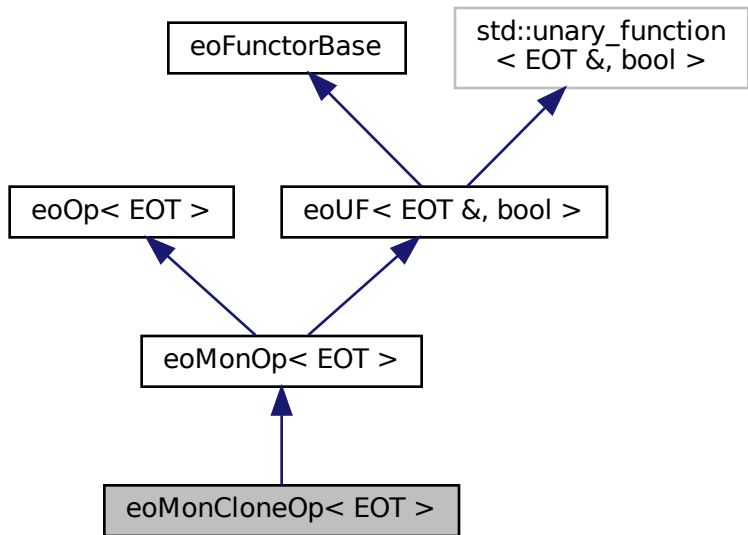 eoFunctorBase
std::unary_function
< EOT &, bool >
eoOp< EOT >
eoUF< EOT &, bool >
eoMonOp< EOT >
eoMonCloneOp< EOT >